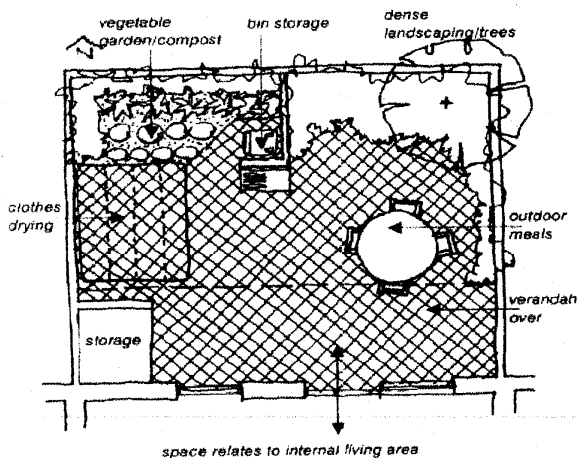 vegetable
garden/compost
bin storage
dense
landscaping/trees
clothes
drying
outdoor
meals
verandah
over
storage
space relates to internal living area